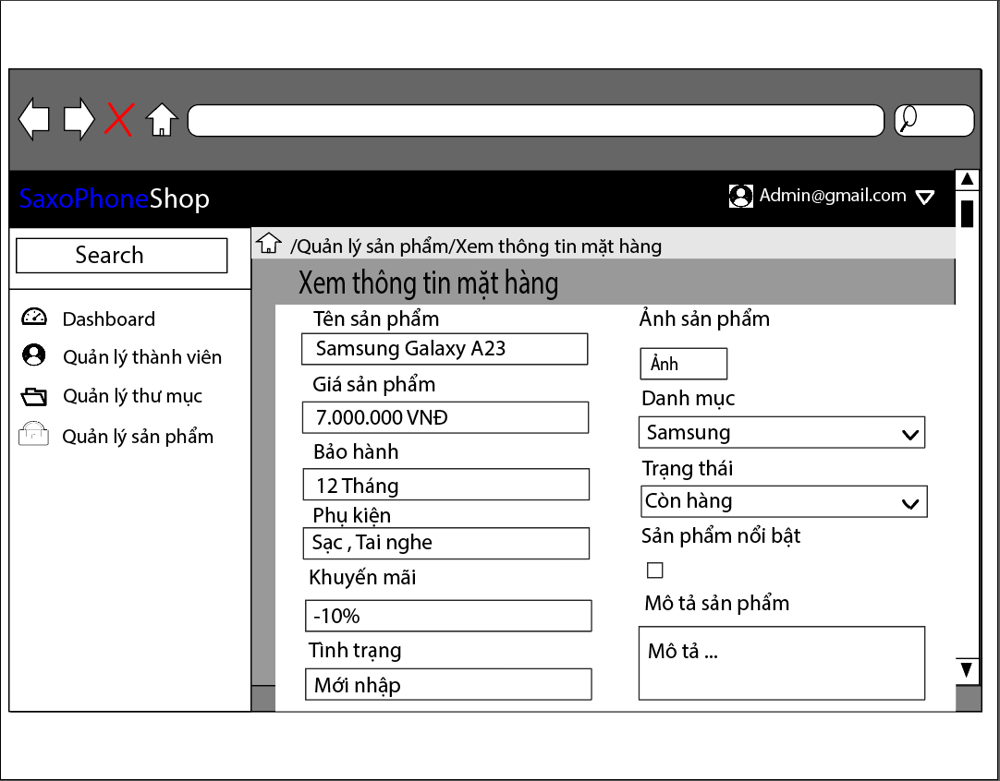 SaxoPhoneShop
Admin@gmail.com
Search
/Quản lý sản phẩm/Xem thông tin mặt hàng
Xem thông tin mặt hàng
Dashboard
Quản lý thành viên
Quản lý thư mục
Quản lý sản phẩm
Tên sản phẩm
Samsung Galaxy A23
Giá sản phẩm
7.000.000 VNĐ
Bảo hành
12 Tháng
Phụ kiện
Sạc , Tai nghe
Khuyến mãi
-10%
Tình trạng
Mới nhập
Ảnh sản phẩm
Ảnh
Danh mục
Samsung
Trạng thái
Còn hàng
Sản phẩm nổi bật
Mô tả sản phẩm
Mô tả ...